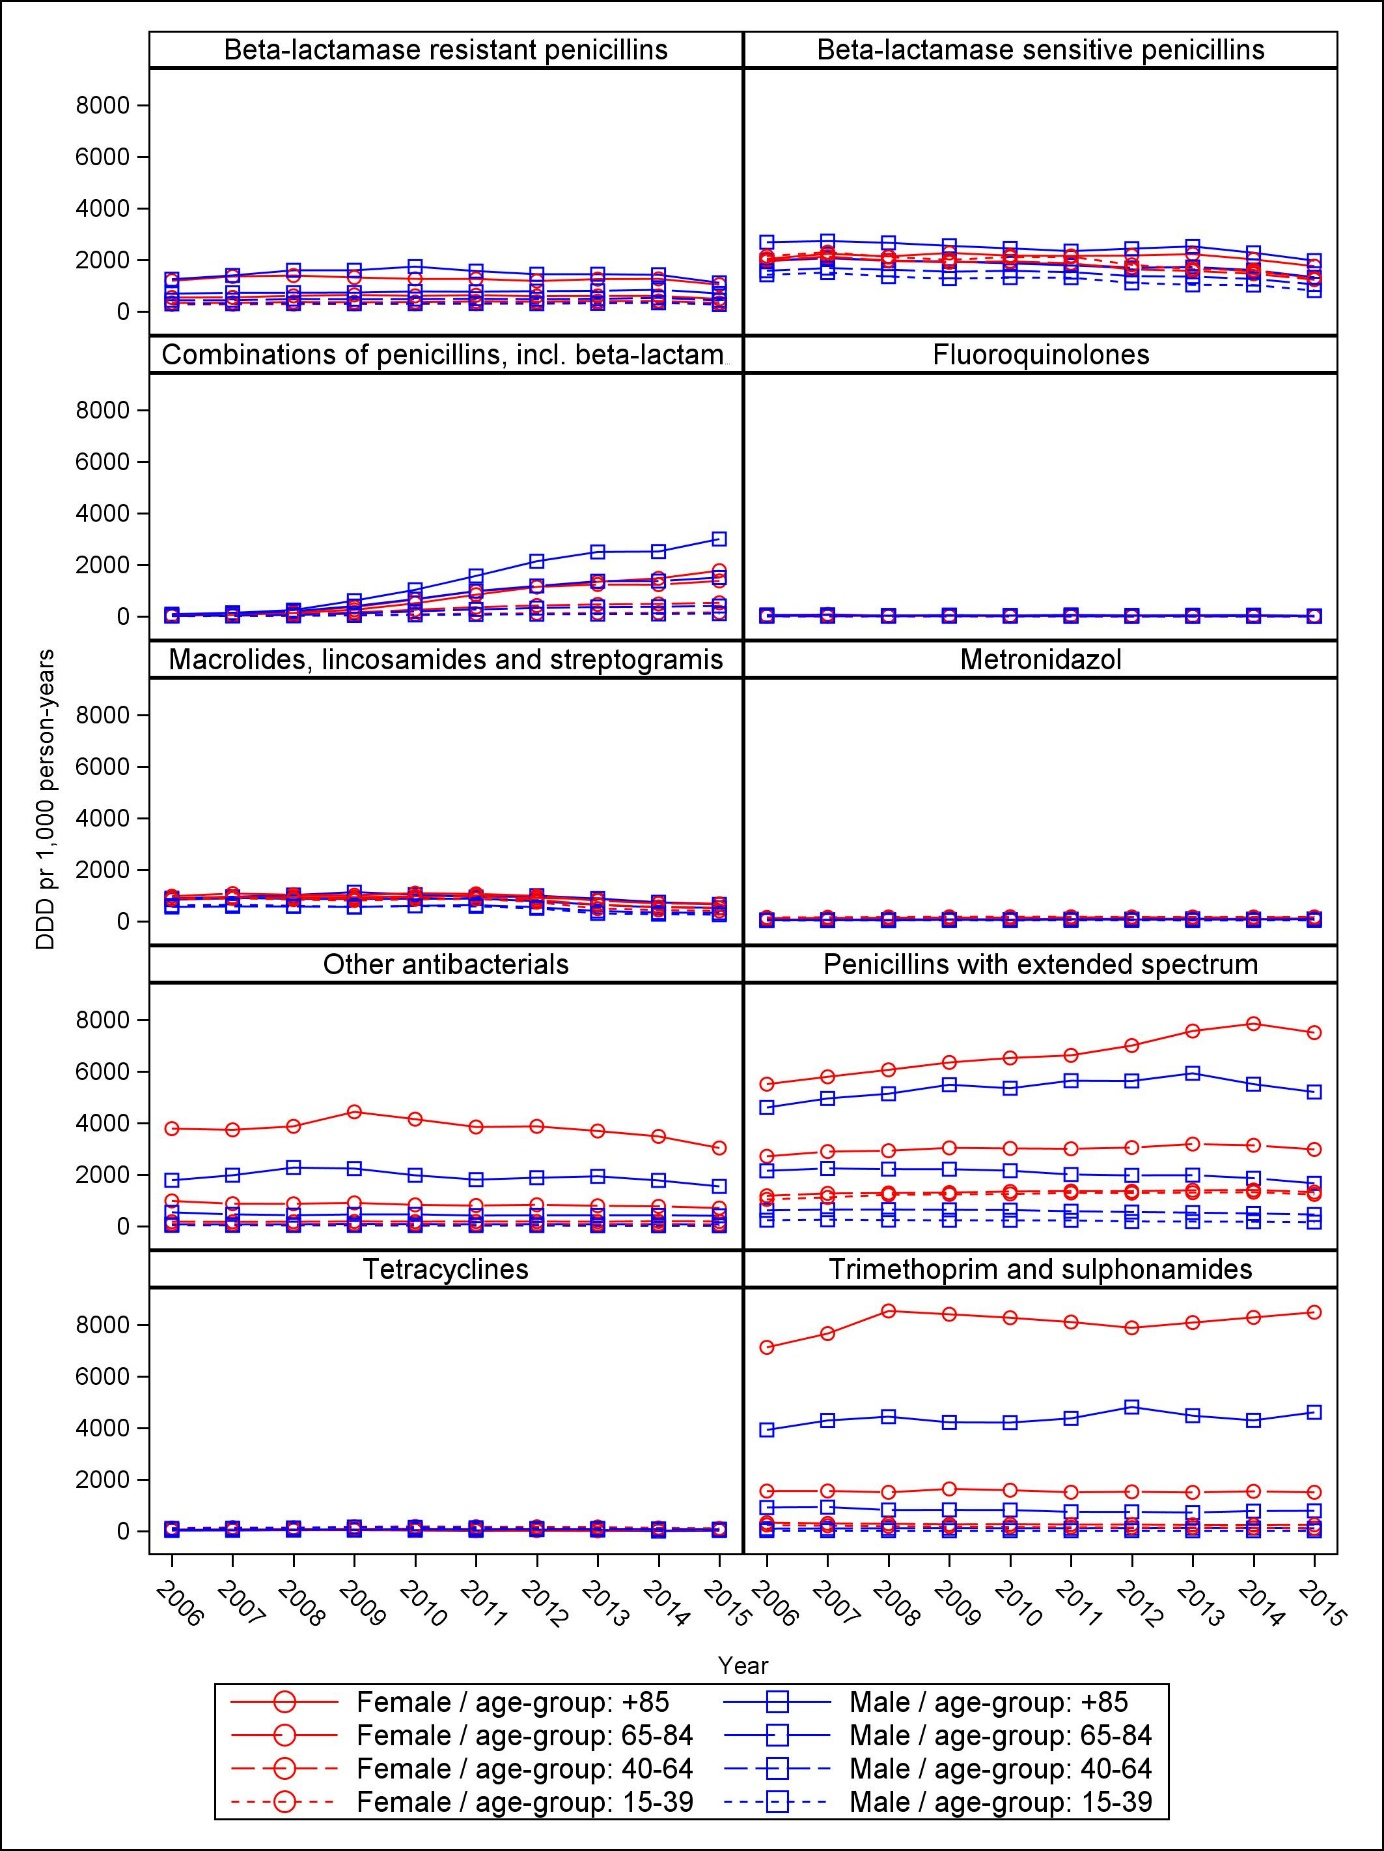 Beta-lactamase resistant penicillins
Beta-lactamase sensitive penicillins
8000
6000
4000
2000
0
Combinations of penicillins, incl. beta-lactam...
Fluoroquinolones
8000
6000
4000
2000
0
Macrolides, lincosamides and streptogramis
Metronidazol
8000
6000
4000
2000
0
DDD pr 1,000 person-years
Other antibacterials
Penicillins with extended spectrum
8000
6000
4000
2000
0
Tetracyclines
Trimethoprim and sulphonamides
8000
6000
4000
2000
0
2006 2007 2008 2009 2010 2011 2012 2013 2014 2015
2006 2007 2008 2009 2010 2011 2012 2013 2014 2015
Year
Female / age-group: +85
Male / age-group: +85
Female / age-group: 65-84
Male / age-group: 65-84
Female / age-group: 40-64
Male / age-group: 40-64
Female / age-group: 15-39
Male / age-group: 15-39